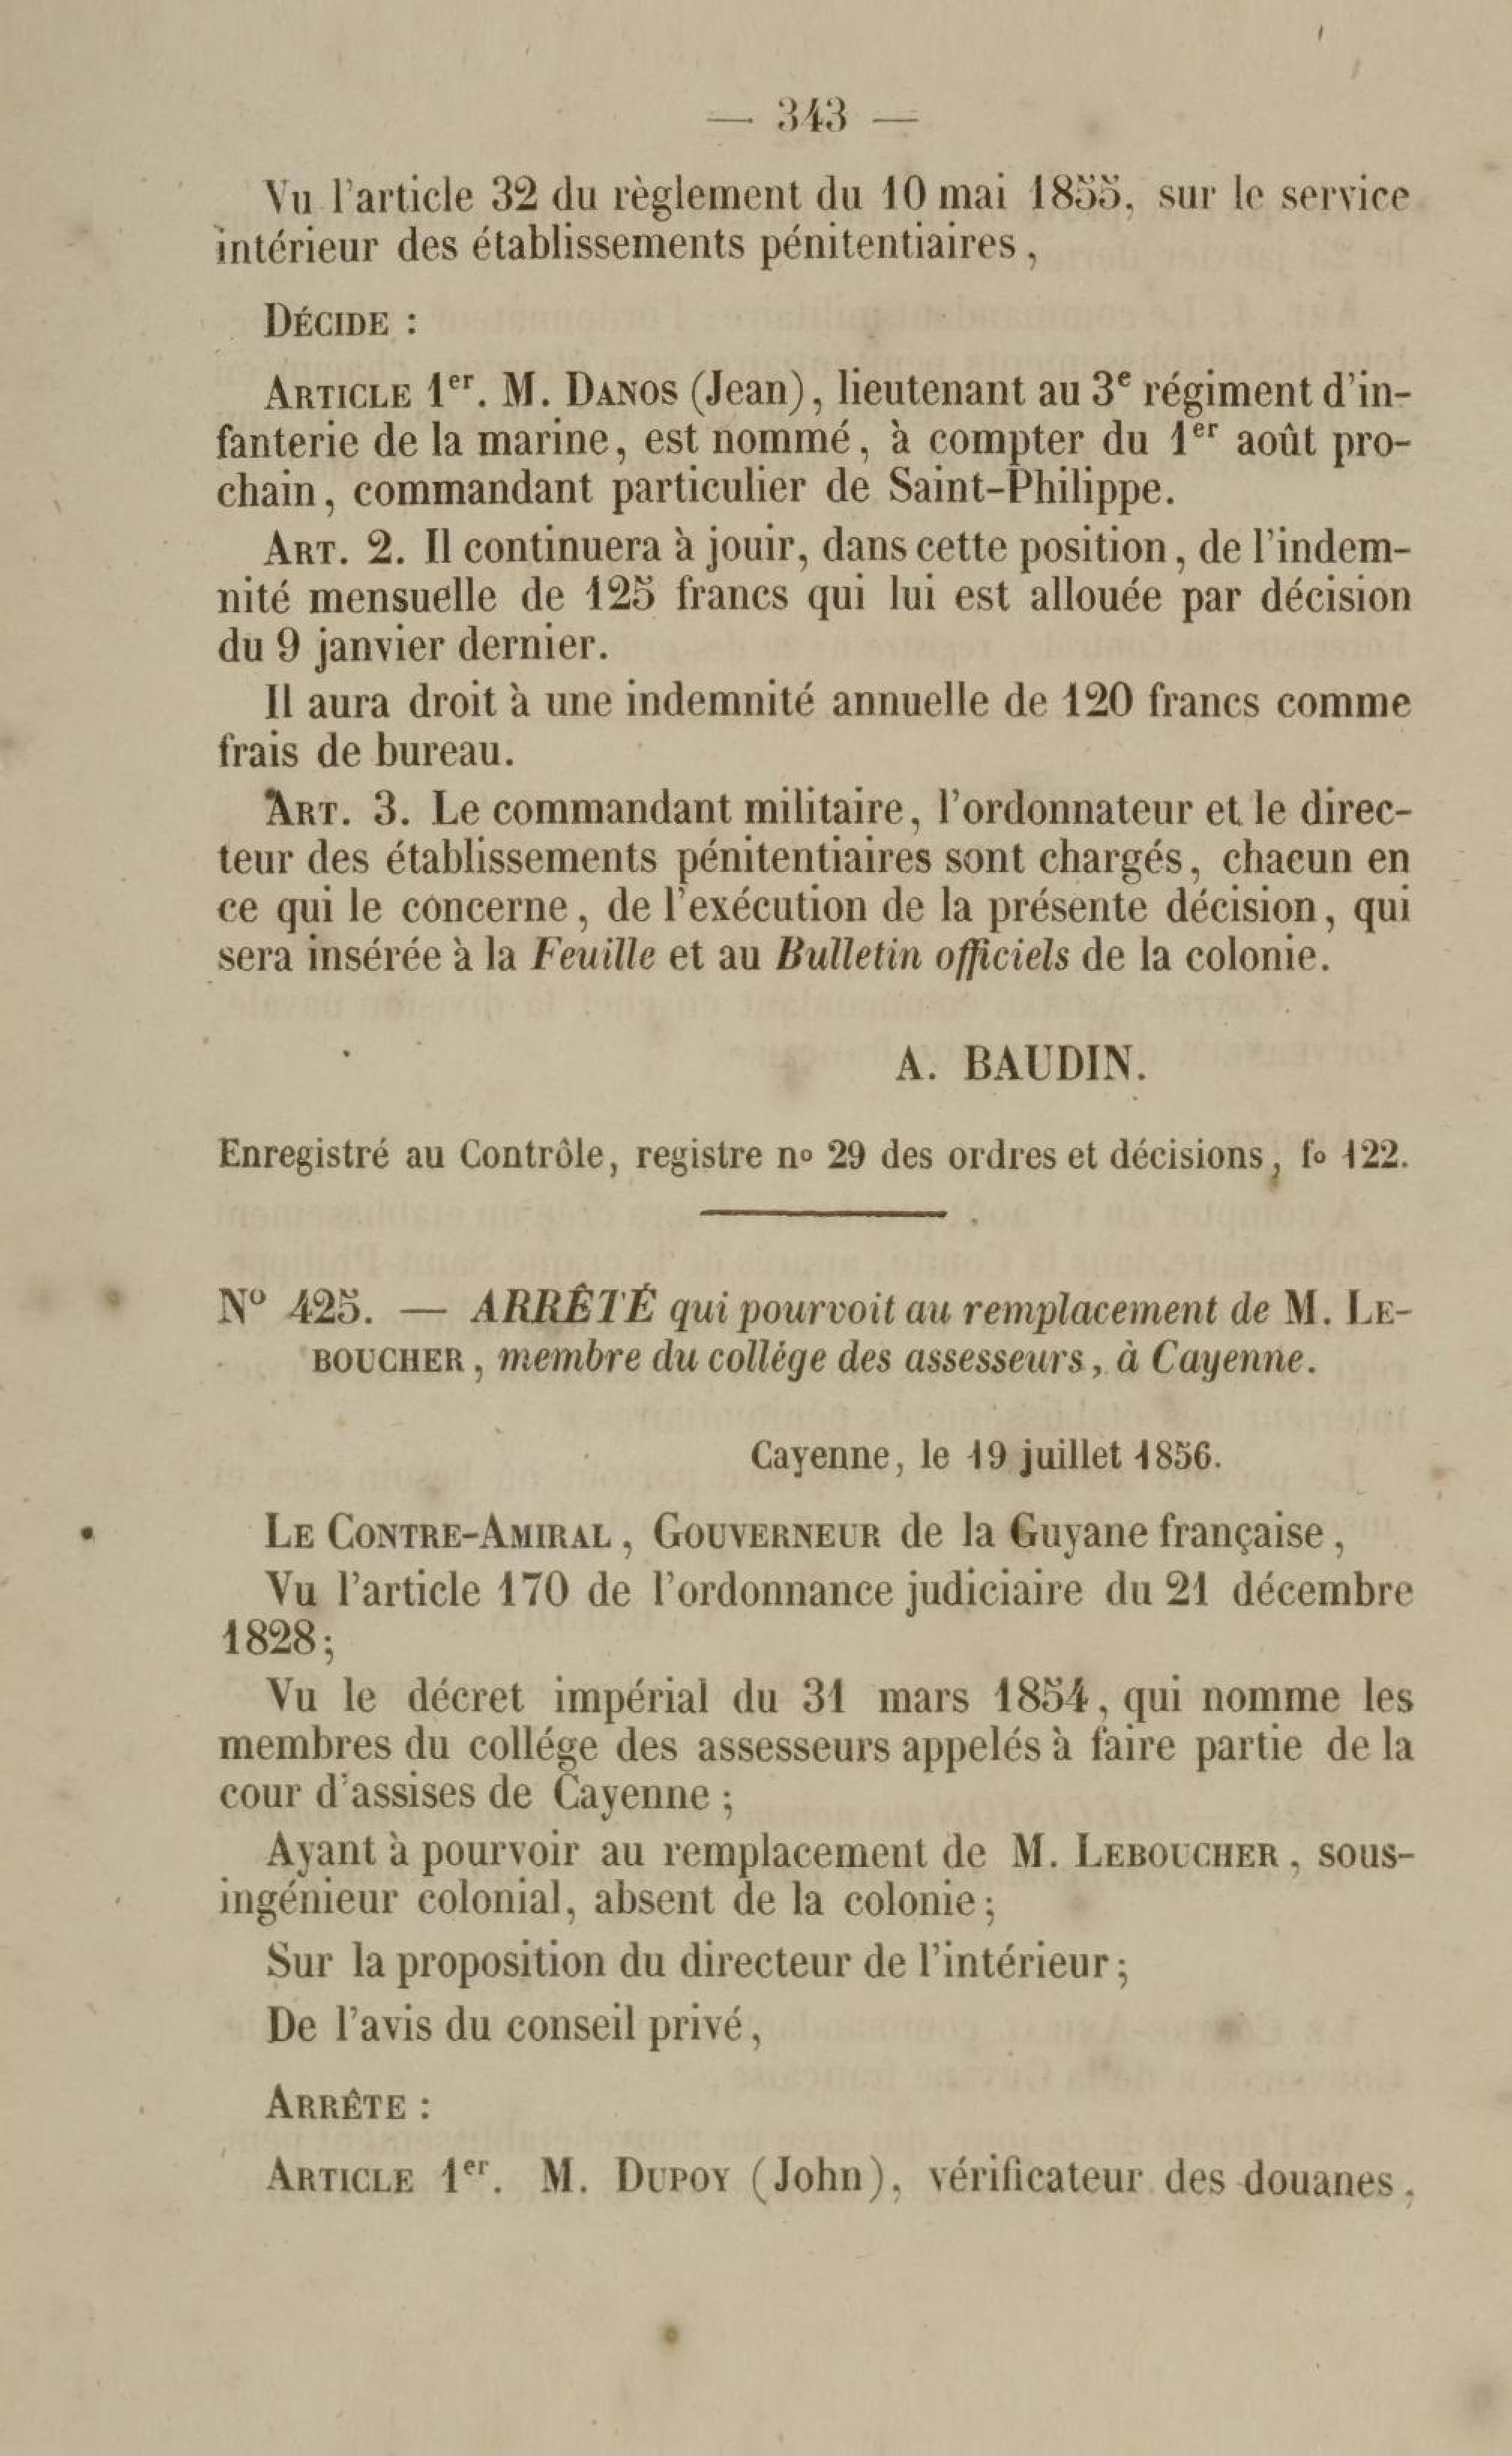 — 343 —
Vu l'article 32 du règlement du 10 mai 1855, sur le service
intérieur des établissements pénitentiaires,
DÉCIDE :
ARTICLE 1er. M. DANOS (Jean), lieutenant au 3e régiment d'in-
fanterie de la marine, est nommé, à compter du 1er août pro-
chain, commandant particulier de Saint-Philippe.
ART. 2. Il continuera à jouir, dans cette position, de l'indem-
nité mensuelle de 125 francs qui lui est allouée par décision
du 9 janvier dernier.
Il aura droit à une indemnité annuelle de 120 francs comme
frais de bureau.
ART. 3. Le commandant militaire, l'ordonnateur et le direc-
teur des établissements pénitentiaires sont chargés, chacun en
ce qui le concerne, de l'exécution de la présente décision, qui
sera insérée à la Feuille et au Bulletin officiels de la colonie.
A. BAUDIN.
Enregistré au Contrôle, registre no 29 des ordres et décisions, fo 122.
No 425. — ARRÊTÉ qui pourvoit au remplacement de M. LE-
BOUCHER, membre du collége des assesseurs, à Cayenne.
Cayenne, le 19 juillet 1856.
LE CONTRE-AMIRAL, GOUVERNEUR de la Guyane française,
Vu l'article 170 de l'ordonnance judiciaire du 21 décembre
1828;
Vu le décret impérial du 31 mars 1854, qui nomme les
membres du collége des assesseurs appelés à faire partie de la
cour d'assises de Cayenne ;
Ayant à pourvoir au remplacement de M. LEBOUCHER, sous-
ingénieur colonial, absent de la colonie;
Sur la proposition du directeur de l'intérieur;
De l'avis du conseil privé,
ARRÊTE :
ARTICLE 1er. M. DUPOY (John), vérificateur des douanes,